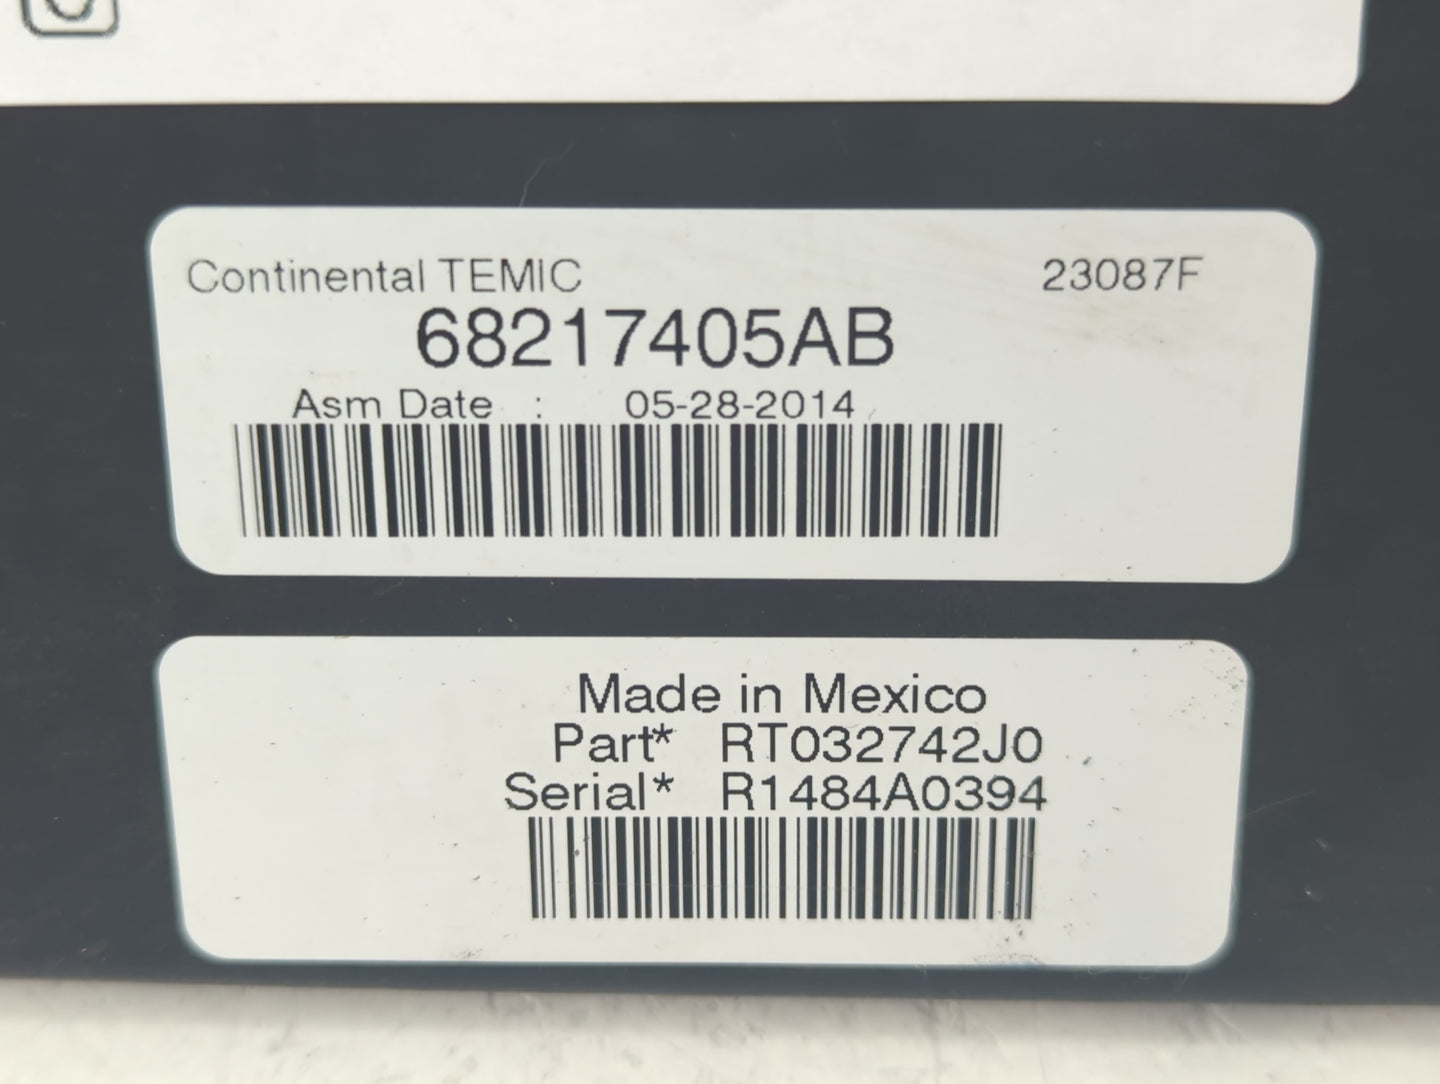 Continental TEMIC 23087F
68217405AB
Asm Date : 05-28-2014
Made in Mexico
Part* RT032742J0
Serial* R1484A0394